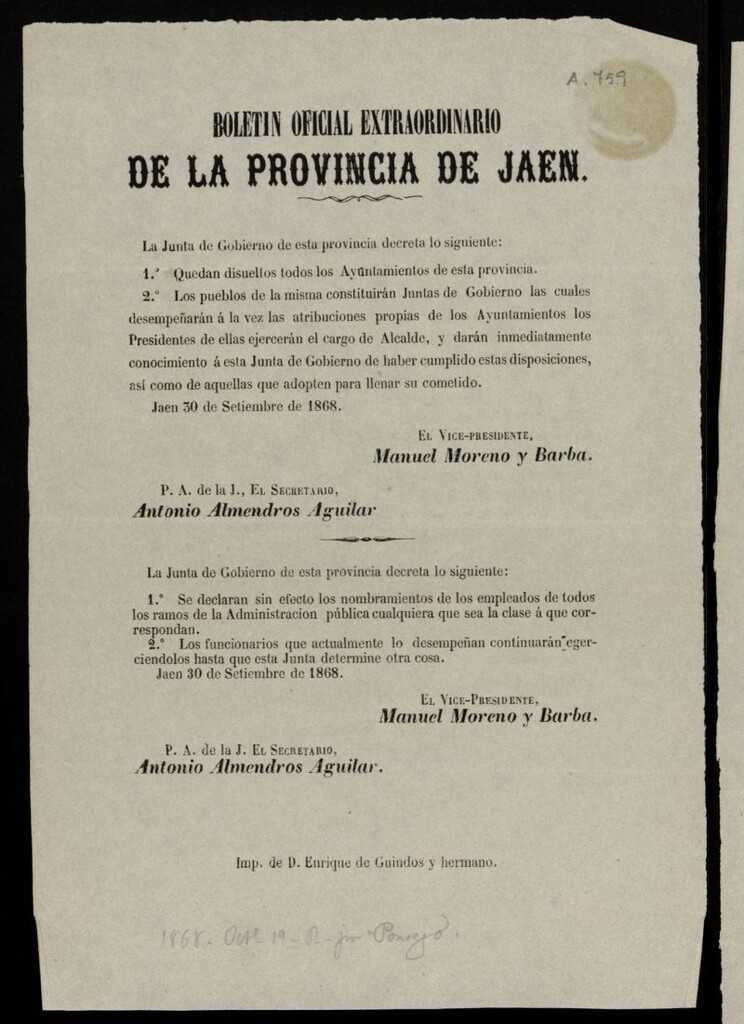 A. 759
BOLETIN OFICIAL EXTRAORDINARIO
DE LA PROVINCIA DE JAEN.
La Junta de Gobierno de esta provincia decreta lo siguiente:
1.° Quedan disueltos todos los Ayuntamientos de esta provincia.
2.° Los pueblos de la misma constituirán Juntas de Gobierno las cuales
desempeñarán á la vez las atribuciones propias de los Ayuntamientos los
Presidentes de ellas ejercerán el cargo de Alcalde, y darán inmediatamente
conocimiento á esta Junta de Gobierno de haber cumplido estas disposiciones,
así como de aquellas que adopten para llenar su cometido.
Jaen 30 de Setiembre de 1868.
EL VICE-PRESIDENTE,
Manuel Moreno y Barba.
P. A. de la J., EL SECRETARIO,
Antonio Almendros Aguilar
La Junta de Gobierno de esta provincia decreta lo siguiente:
1.° Se declaran sin efecto los nombramientos de los empleados de todos
los ramos de la Administracion pública cualquiera que sea la clase á que cor-
respondan.
2.° Los funcionarios que actualmente lo desempeñan continuarán eger-
ciendolos hasta que esta Junta determine otra cosa.
Jaen 30 de Setiembre de 1868.
EL VICE-PRESIDENTE,
Manuel Moreno y Barba.
P. A. de la J. EL SECRETARIO,
Antonio Almendros Aguilar.
Imp. de D. Enrique de Guindos y hermano.
1868. Oct.e 19 - R.